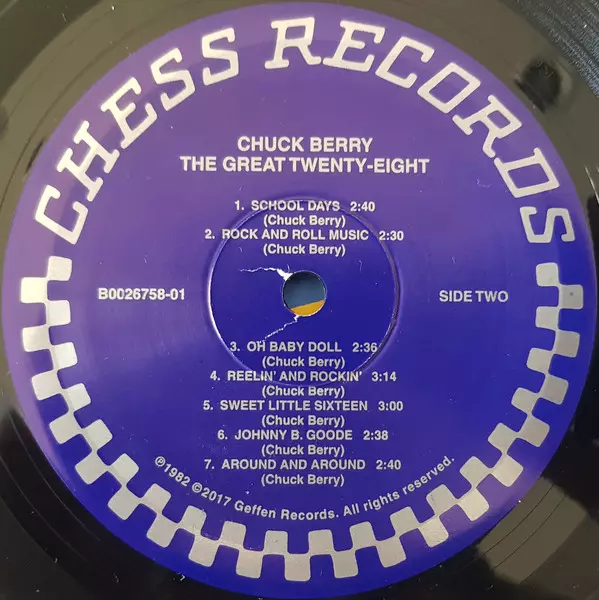 CHESS RECORDS
CHUCK BERRY
THE GREAT TWENTY-EIGHT
1. SCHOOL DAYS 2:40
(Chuck Berry)
2. ROCK AND ROLL MUSIC 2:30
(Chuck Berry)
B0026758-01
SIDE TWO
3. OH BABY DOLL 2:36
(Chuck Berry)
4. REELIN' AND ROCKIN' 3:14
(Chuck Berry)
5. SWEET LITTLE SIXTEEN 3:00
(Chuck Berry)
6. JOHNNY B. GOODE 2:38
(Chuck Berry)
7. AROUND AND AROUND 2:40
(Chuck Berry)
℗1982 ©2017 Geffen Records. All rights reserved.